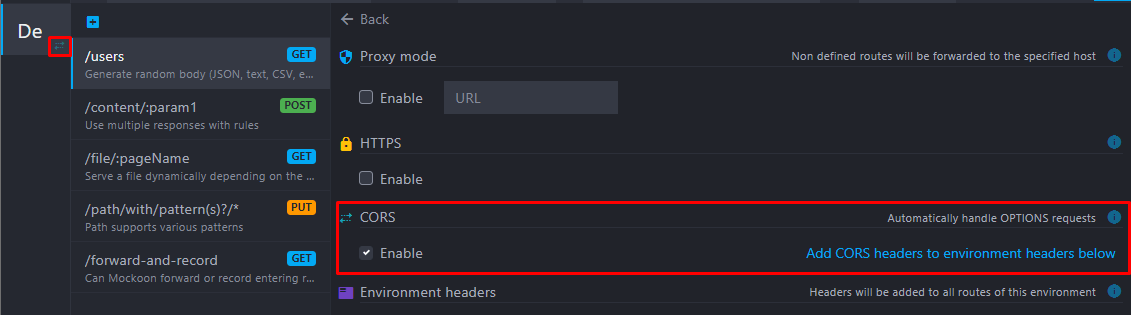 De
/users
GET
Generate random body (JSON, text, CSV, e...
/content/:param1
POST
Use multiple responses with rules
/file/:pageName
GET
Serve a file dynamically depending on the ...
/path/with/pattern(s)?/*
PUT
Path supports various patterns
/forward-and-record
GET
Can Mockoon forward or record entering r...
Back
Proxy mode
Non defined routes will be forwarded to the specified host
Enable
URL
HTTPS
Enable
CORS
Automatically handle OPTIONS requests
Enable
Add CORS headers to environment headers below
Environment headers
Headers will be added to all routes of this environment